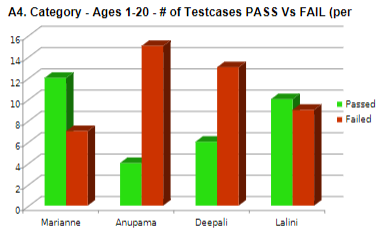 A4. Category - Ages 1-20 - # of Testcases PASS Vs FAIL (per
16
14
12
10
8
6
4
2
0
Passed
Failed
Marianne Anupama Deepali Lalini